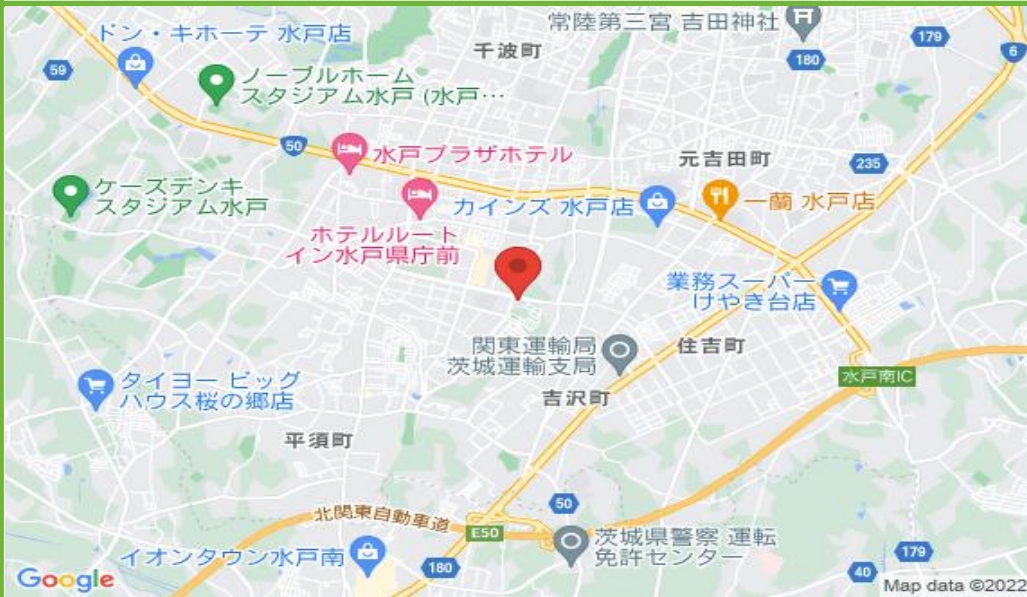 常陸第三宮 吉田神社
ドン・キホーテ 水戸店
千波町
179
6
180
59
ノーブルホーム
スタジアム水戸 (水戸…
50
水戸プラザホテル
元吉田町
235
ケーズデンキ
スタジアム水戸
カインズ 水戸店
一蘭 水戸店
ホテルルート
イン水戸県庁前
業務スーパー
けやき台店
関東運輸局
茨城運輸支局
住吉町
水戸南IC
タイヨー ビッグ
ハウス桜の郷店
吉沢町
平須町
50
北関東自動車道
E50
茨城県警察 運転
免許センター
イオンタウン水戸南
180
179
40
Google
Map data ©2022